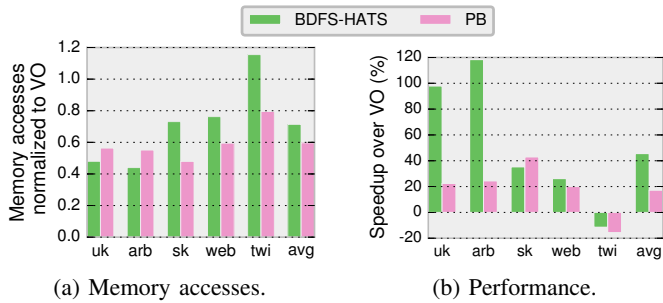 BDFS-HATS PB
Memory accesses
normalized to VO
1.2
1.0
0.8
0.6
0.4
0.2
0.0
uk arb sk web twi avg
(a) Memory accesses.
Speedup over VO (%)
120
100
80
60
40
20
0
-20
uk arb sk web twi avg
(b) Performance.